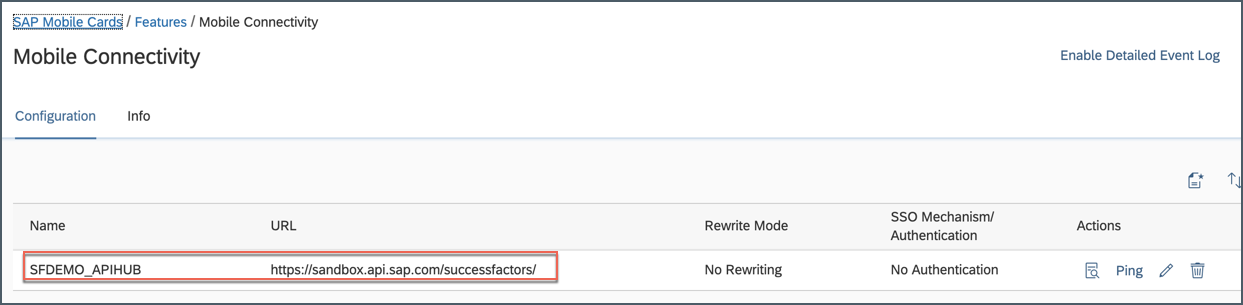 SAP Mobile Cards / Features / Mobile Connectivity
Mobile Connectivity
Enable Detailed Event Log
Configuration Info
Name URL Rewrite Mode SSO Mechanism/
Authentication Actions
SFDEMO_APIHUB https://sandbox.api.sap.com/successfactors/ No Rewriting No Authentication Ping